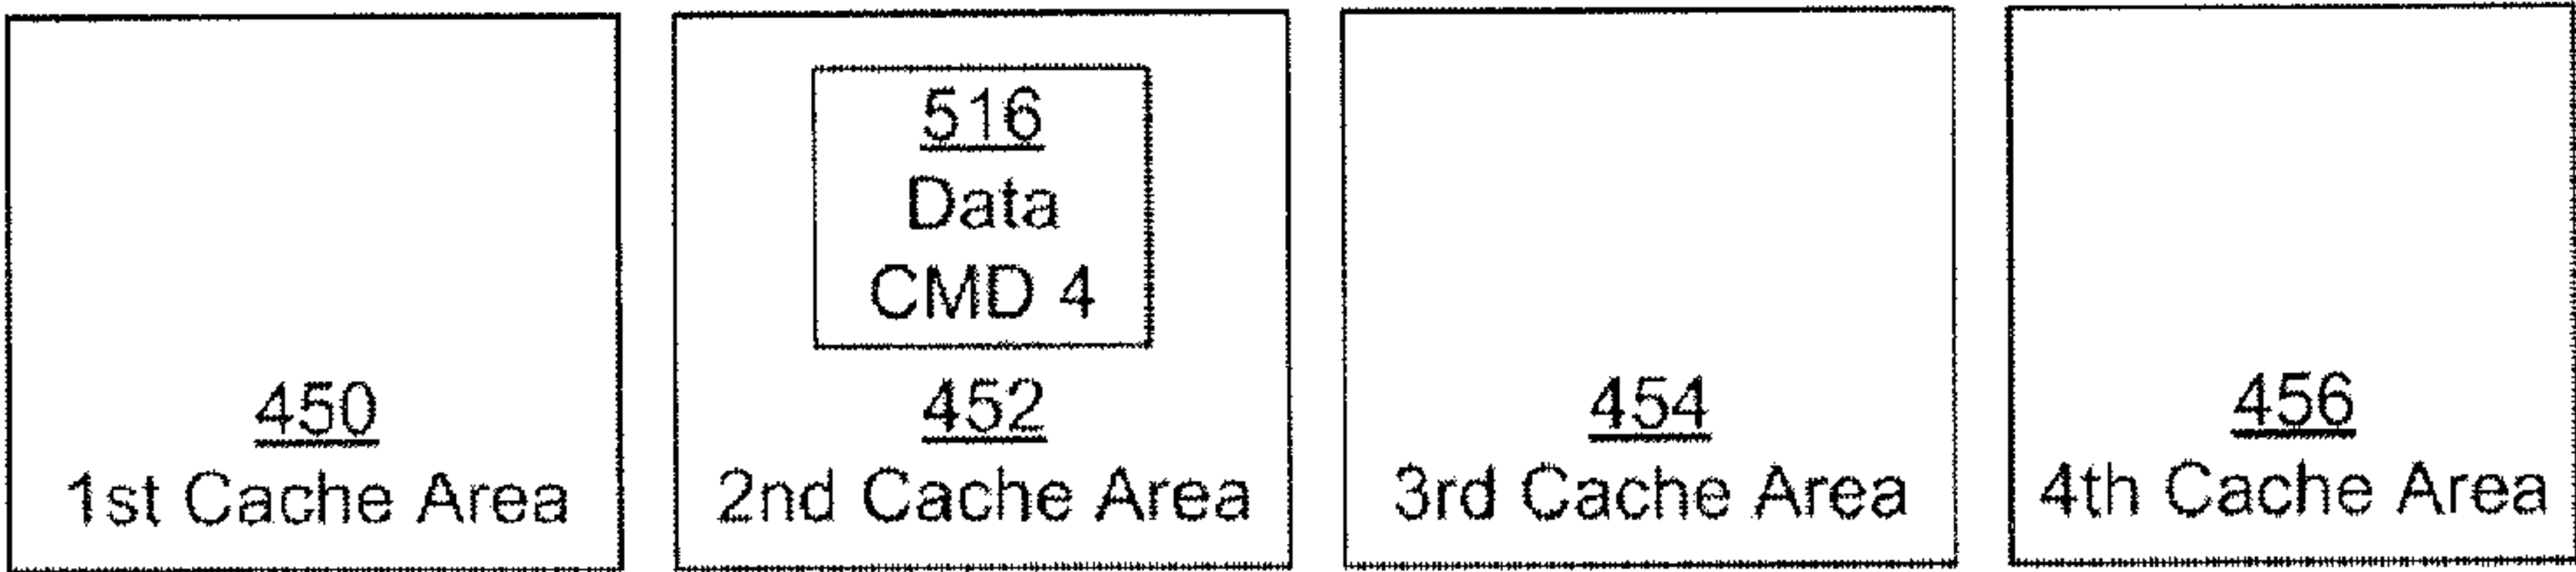 516
Data
CMD 4
450
1st Cache Area
452
2nd Cache Area
454
3rd Cache Area
456
4th Cache Area